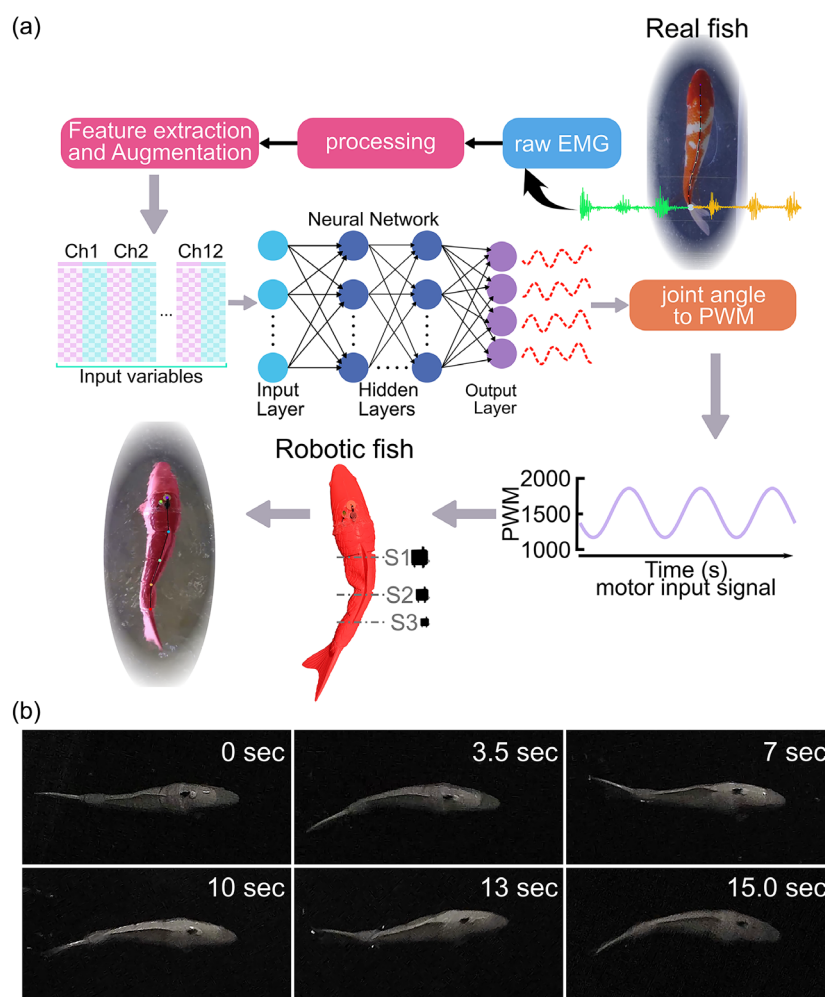 (a)
Real fish
Feature extraction
and Augmentation
processing
raw EMG
Neural Network
Ch1 Ch2 Ch12
...
Input variables
Input
Layer
Hidden
Layers
Output
Layer
joint angle
to PWM
Robotic fish
S1
S2
S3
PWM
2000
1500
1000
Time (s)
motor input signal
(b)
0 sec
3.5 sec
7 sec
10 sec
13 sec
15.0 sec